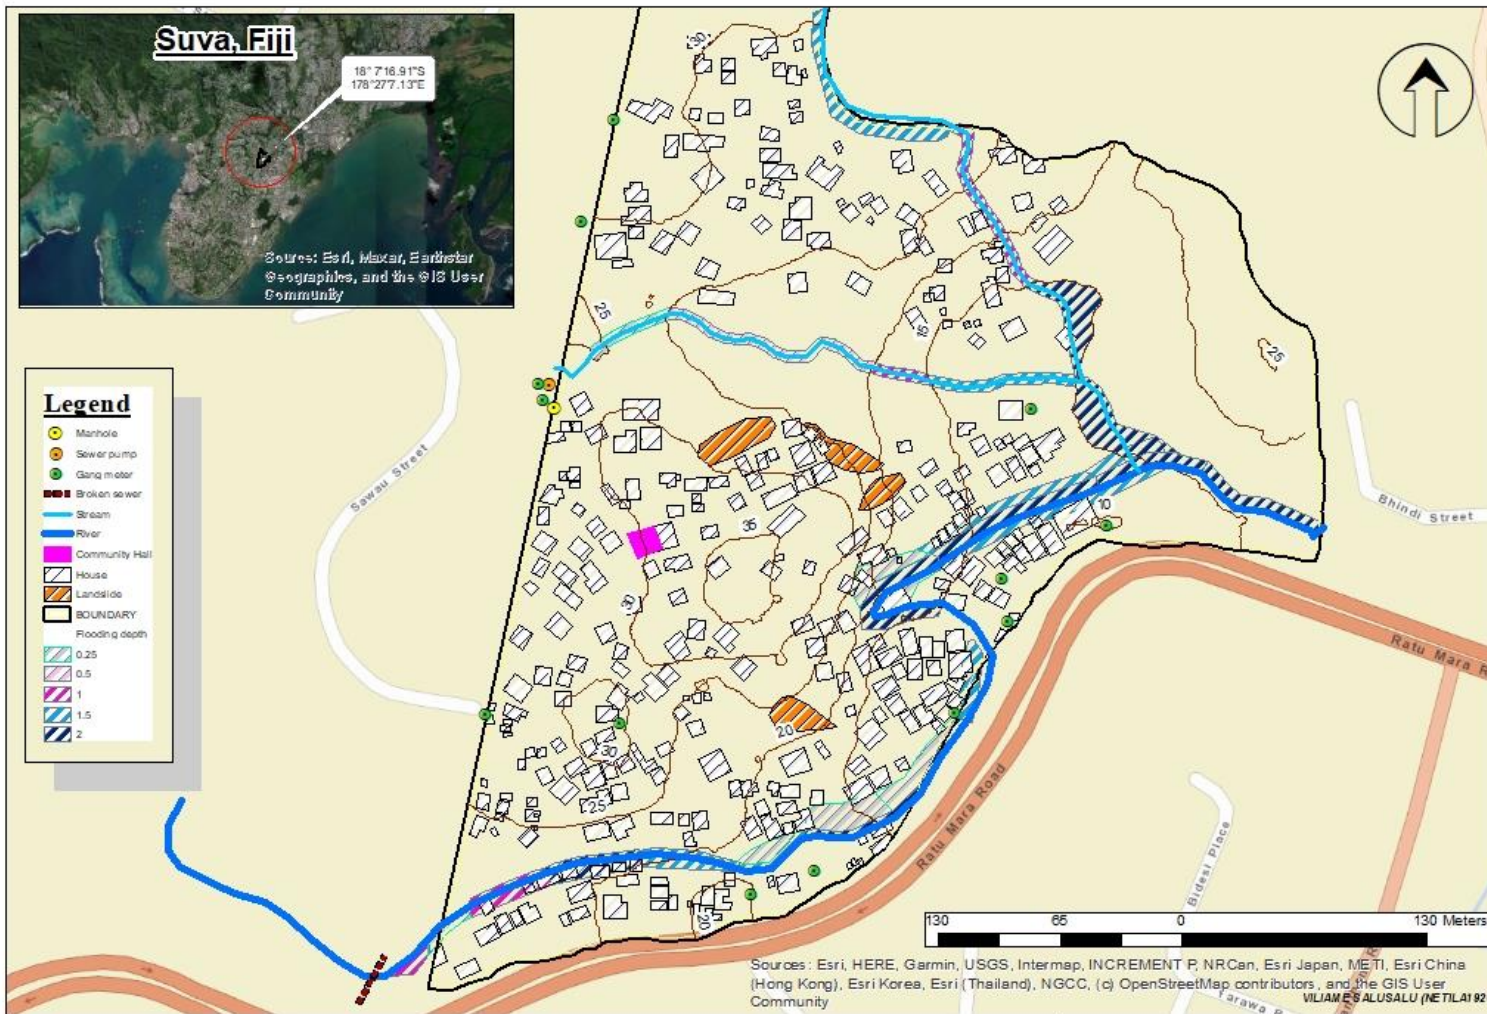 Suva, Fiji
18° 7'16.91"S
178°27'7.13"E
Source: Esri, Maxar, Earthstar
Geographics, and the GIS User
Community
Legend
Manhole
Sewer pump
Gang meter
Broken sewer
Stream
River
Community Hall
House
Landslide
BOUNDARY
Flooding depth
0.25
0.5
1
1.5
2
30
25
15
25
35
10
30
20
30
25
20
Sawau Street
Bhindi Street
Ratu Mara R
Ratu Mara Road
Bidesi Place
130 65 0 130 Meters
Sources: Esri, HERE, Garmin, USGS, Intermap, INCREMENT P, NRCan, Esri Japan, METI, Esri China
(Hong Kong), Esri Korea, Esri (Thailand), NGCC, (c) OpenStreetMap contributors, and the GIS User
Community
VILIAME SALUSALU (NETILA192